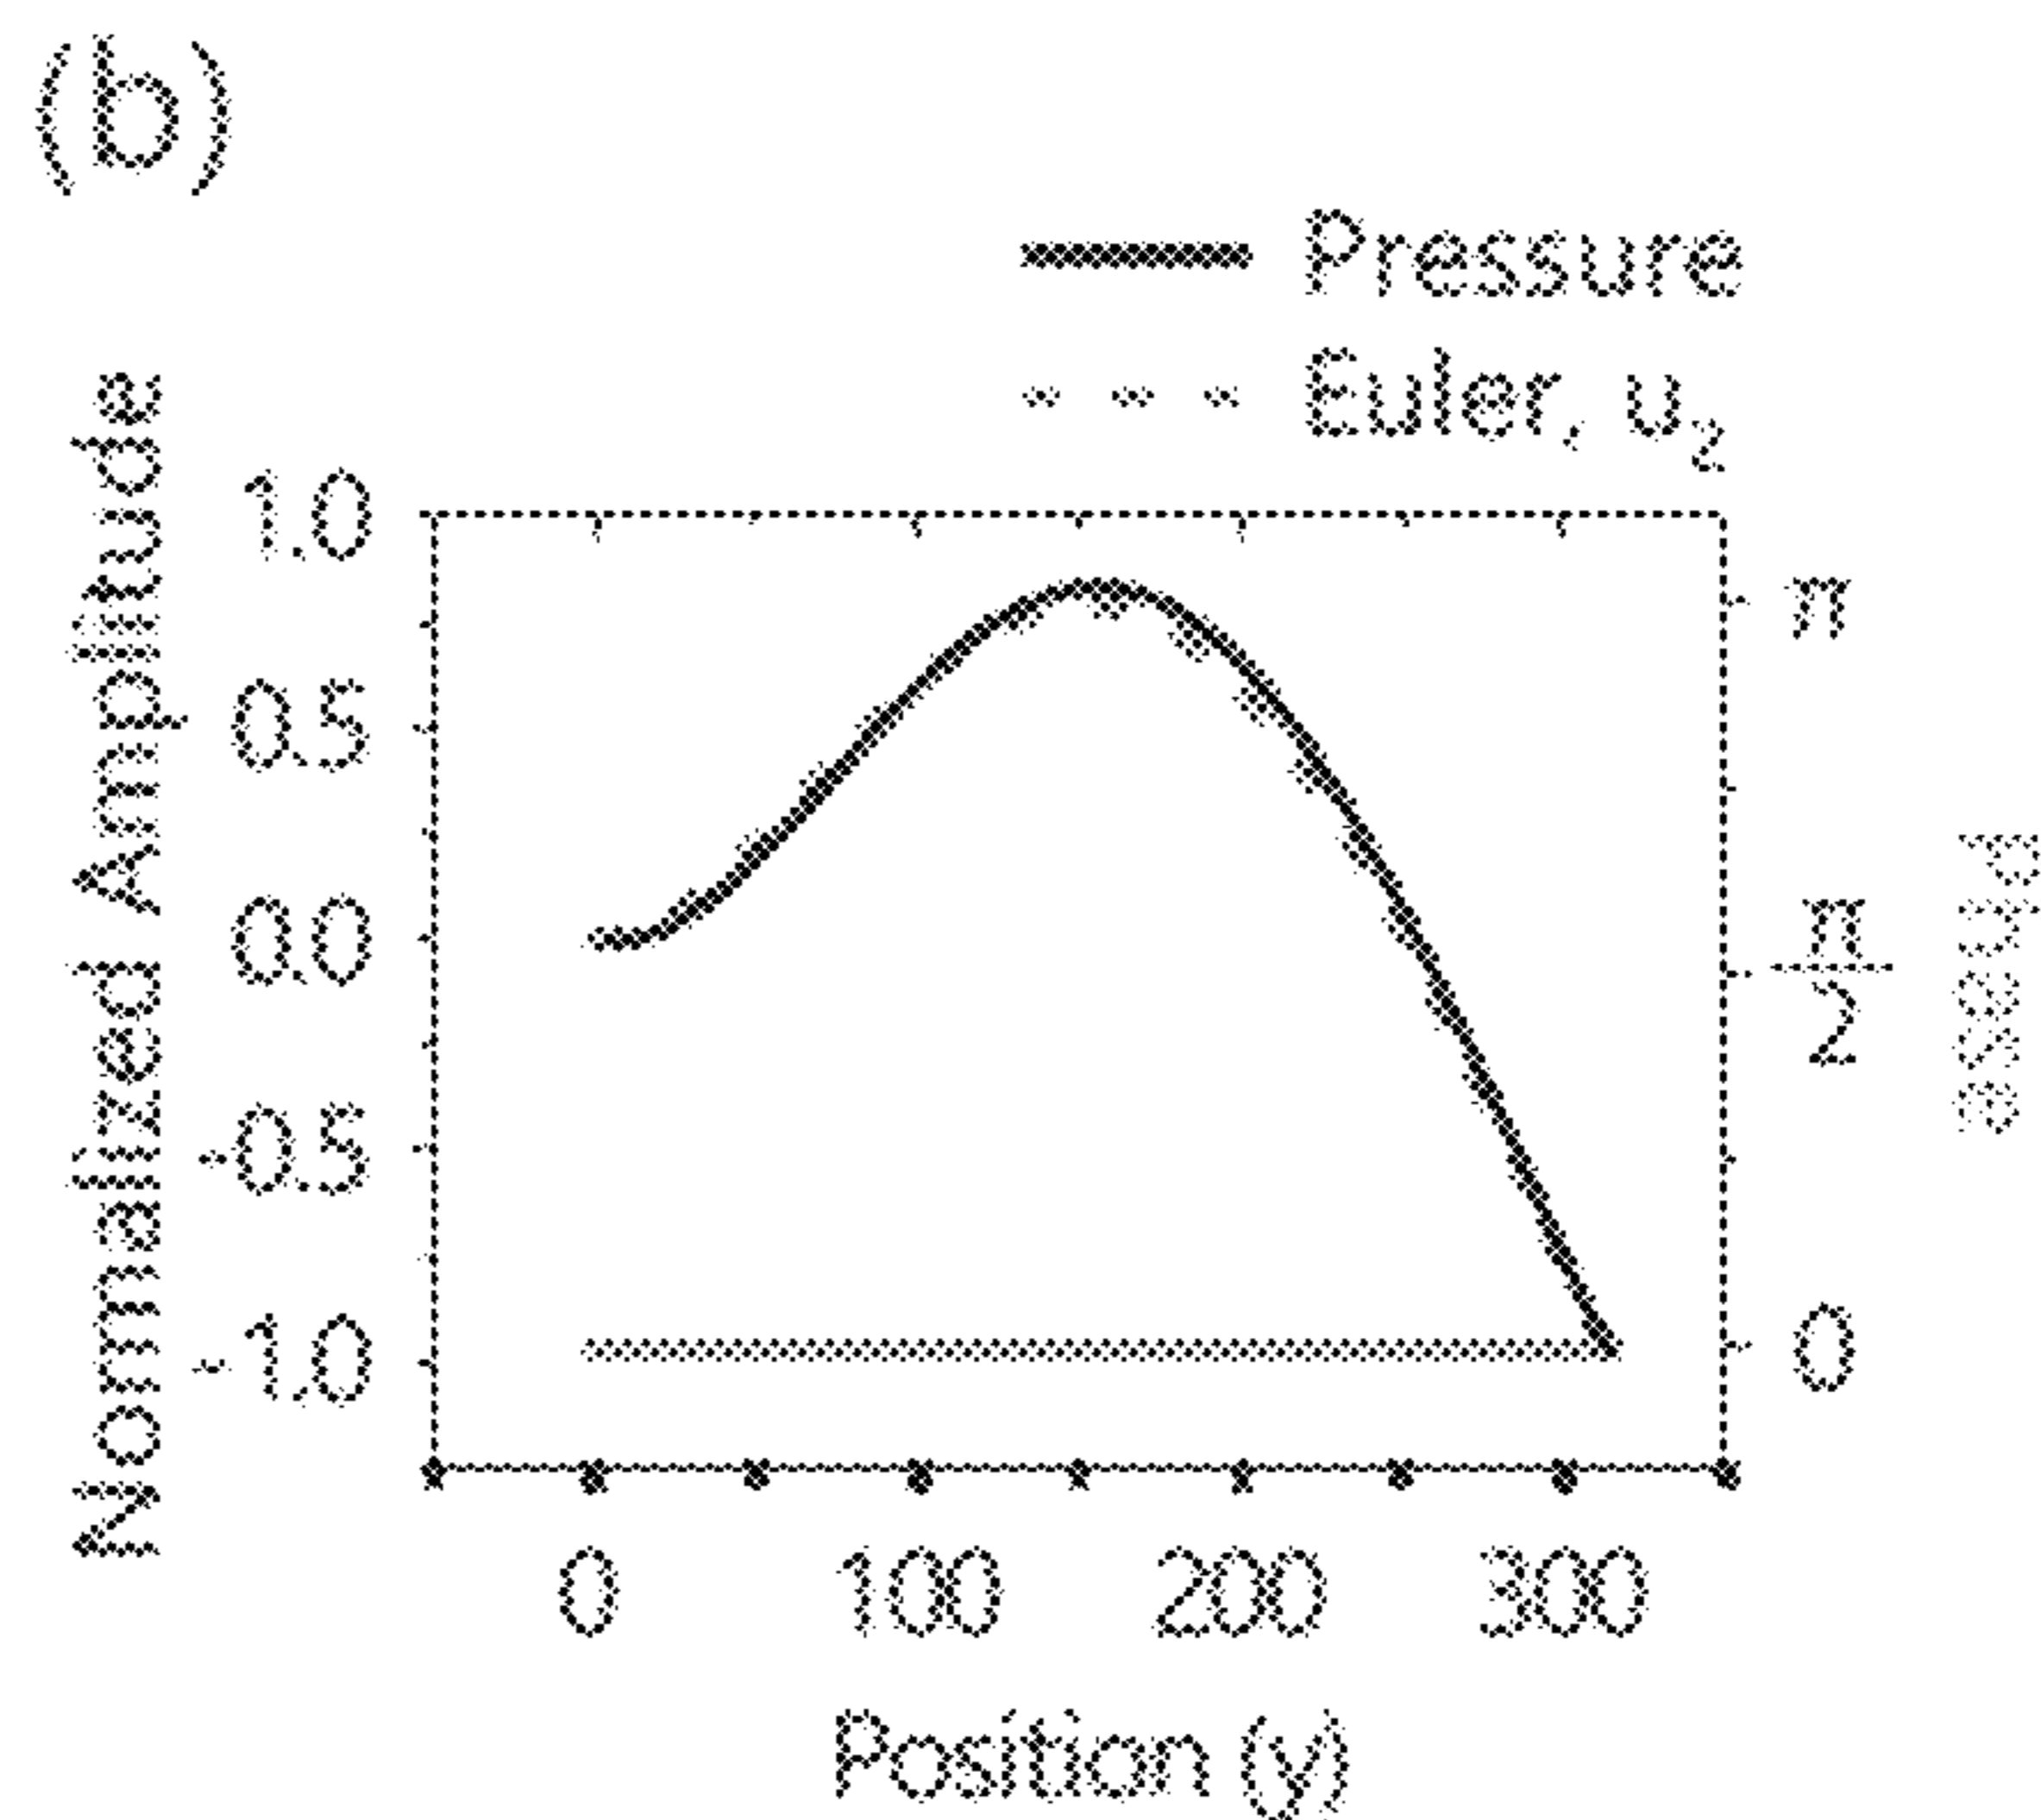 (b)
Pressure
Euler, u₂
Normalized Amplitude
1.0
0.5
0.0
-0.5
-1.0
π
π
2
0
Phase
0 100 200 300
Position (y)